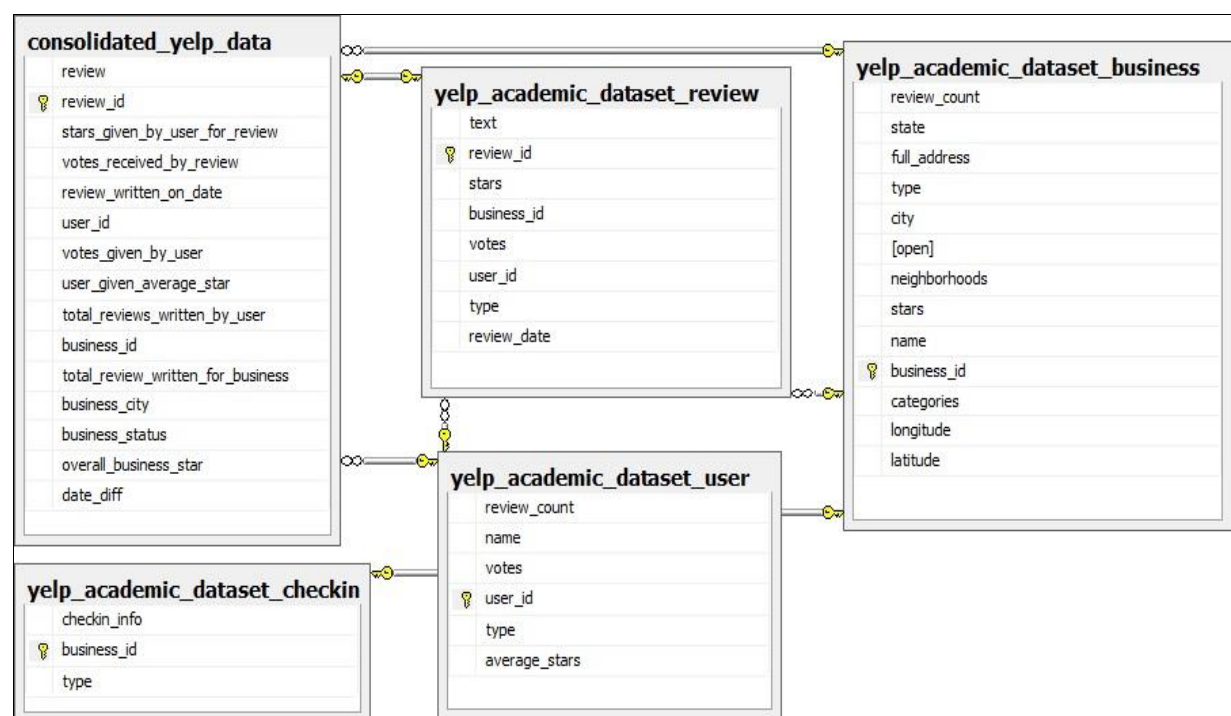 consolidated_yelp_data
review
review_id
stars_given_by_user_for_review
votes_received_by_review
review_written_on_date
user_id
votes_given_by_user
user_given_average_star
total_reviews_written_by_user
business_id
total_review_written_for_business
business_city
business_status
overall_business_star
date_diff
yelp_academic_dataset_review
text
review_id
stars
business_id
votes
user_id
type
review_date
yelp_academic_dataset_business
review_count
state
full_address
type
city
[open]
neighborhoods
stars
name
business_id
categories
longitude
latitude
yelp_academic_dataset_checkin
checkin_info
business_id
type
yelp_academic_dataset_user
review_count
name
votes
user_id
type
average_stars